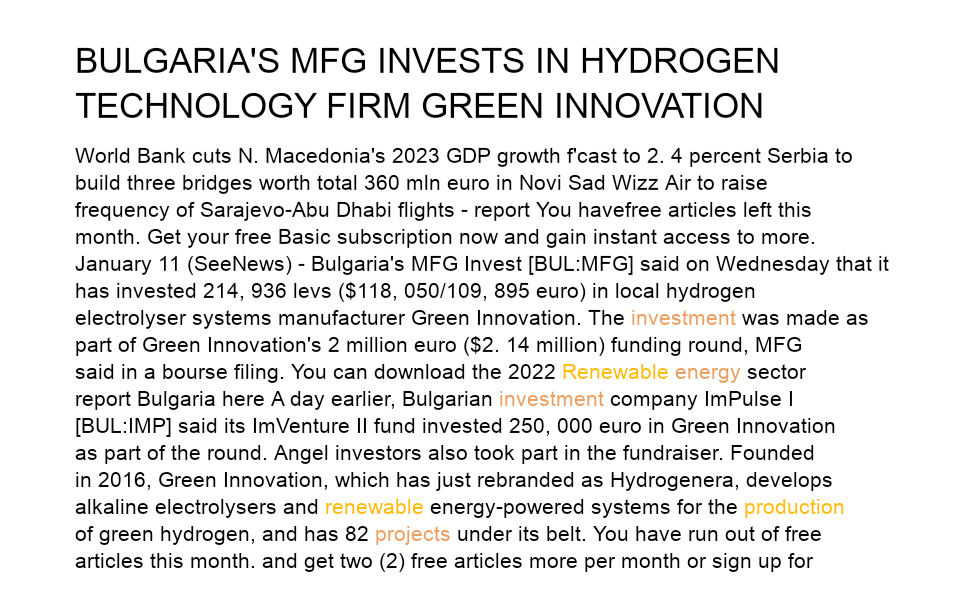 BULGARIA'S MFG INVESTS IN HYDROGEN
TECHNOLOGY FIRM GREEN INNOVATION
World Bank cuts N. Macedonia's 2023 GDP growth f'cast to 2. 4 percent Serbia to
build three bridges worth total 360 mln euro in Novi Sad Wizz Air to raise
frequency of Sarajevo-Abu Dhabi flights - report You havefree articles left this
month. Get your free Basic subscription now and gain instant access to more.
January 11 (SeeNews) - Bulgaria's MFG Invest [BUL:MFG] said on Wednesday that it
has invested 214, 936 levs ($118, 050/109, 895 euro) in local hydrogen
electrolyser systems manufacturer Green Innovation. The investment was made as
part of Green Innovation's 2 million euro ($2. 14 million) funding round, MFG
said in a bourse filing. You can download the 2022 Renewable energy sector
report Bulgaria here A day earlier, Bulgarian investment company ImPulse I
[BUL:IMP] said its ImVenture II fund invested 250, 000 euro in Green Innovation
as part of the round. Angel investors also took part in the fundraiser. Founded
in 2016, Green Innovation, which has just rebranded as Hydrogenera, develops
alkaline electrolysers and renewable energy-powered systems for the production
of green hydrogen, and has 82 projects under its belt. You have run out of free
articles this month. and get two (2) free articles more per month or sign up for